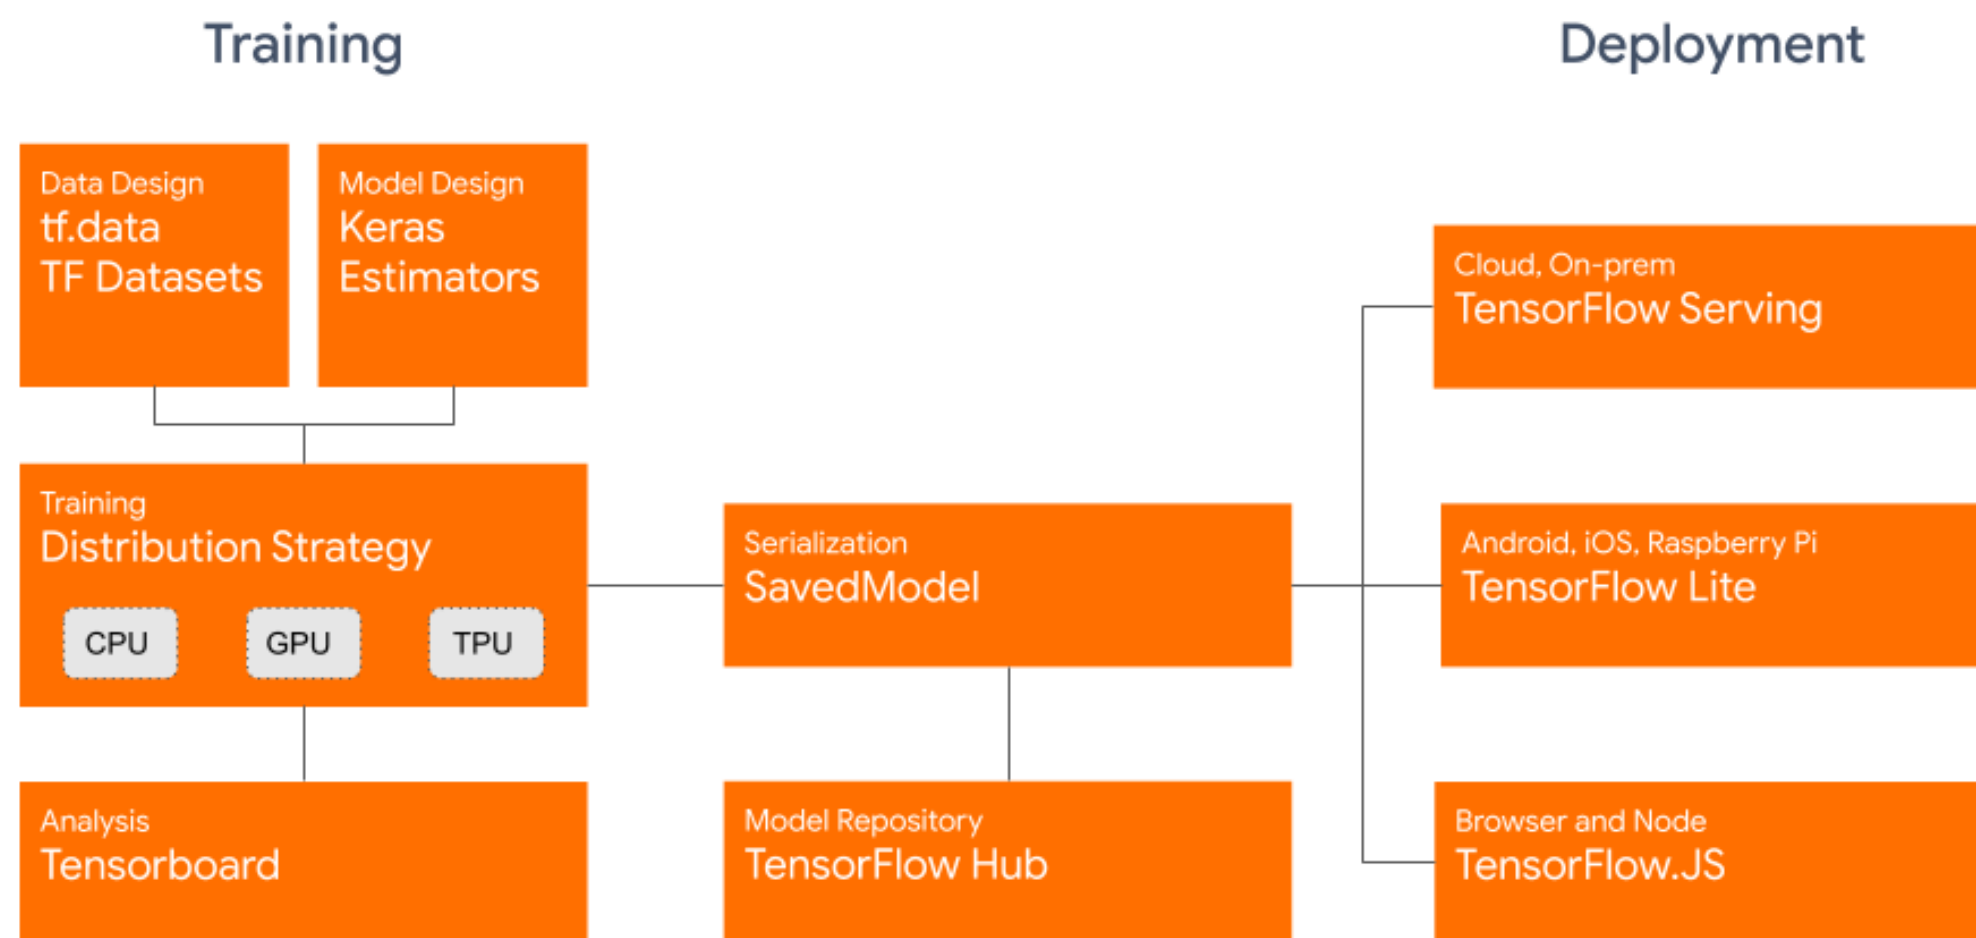 Training
Deployment
Data Design
tf.data
TF Datasets
Model Design
Keras
Estimators
Training
Distribution Strategy
CPU
GPU
TPU
Analysis
Tensorboard
Serialization
SavedModel
Model Repository
TensorFlow Hub
Cloud, On-prem
TensorFlow Serving
Android, iOS, Raspberry Pi
TensorFlow Lite
Browser and Node
TensorFlow.JS